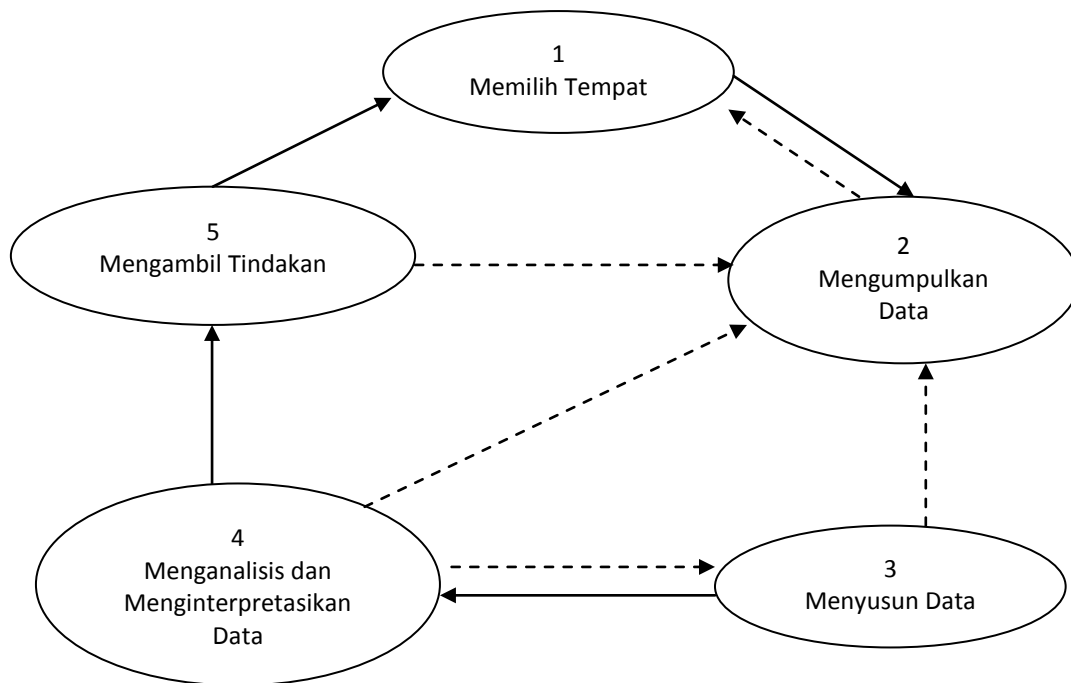 1
Memilih Tempat
5
Mengambil Tindakan
2
Mengumpulkan
Data
4
Menganalisis dan
Menginterpretasikan
Data
3
Menyusun Data